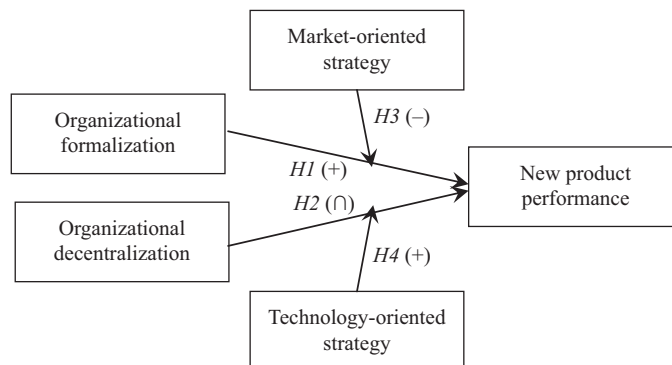 Market-oriented
strategy
Organizational
formalization
H3 (–)
H1 (+)
New product
performance
H2 (∩)
Organizational
decentralization
H4 (+)
Technology-oriented
strategy